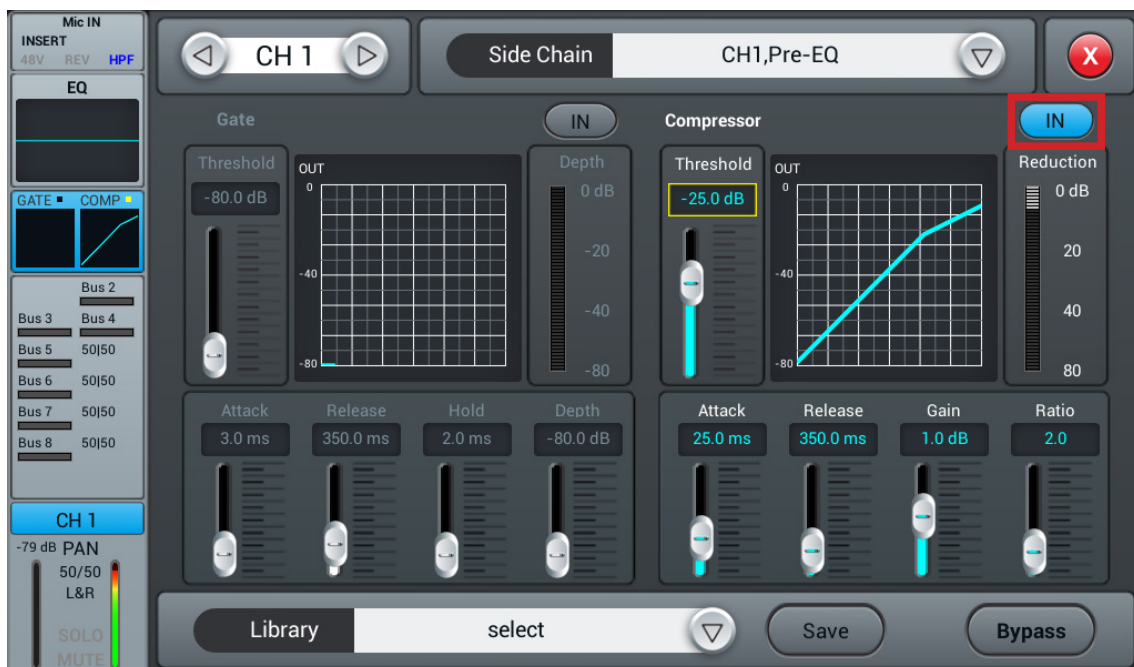 Mic IN
INSERT
48V REV HPF
EQ
GATE COMP
Bus 2
Bus 3 Bus 4
Bus 5 50|50
Bus 6 50|50
Bus 7 50|50
Bus 8 50|50
CH 1
-79 dB PAN
50/50
L&R
SOLO
MUTE
CH 1
Side Chain CH1,Pre-EQ
X
Gate IN
Threshold
-80.0 dB
OUT
0
-40
-80
Depth
0 dB
-20
-40
-80
Attack Release Hold Depth
3.0 ms 350.0 ms 2.0 ms -80.0 dB
Compressor IN
Threshold
-25.0 dB
OUT
0
-40
-80
Reduction
0 dB
20
40
80
Attack Release Gain Ratio
25.0 ms 350.0 ms 1.0 dB 2.0
Library select Save Bypass